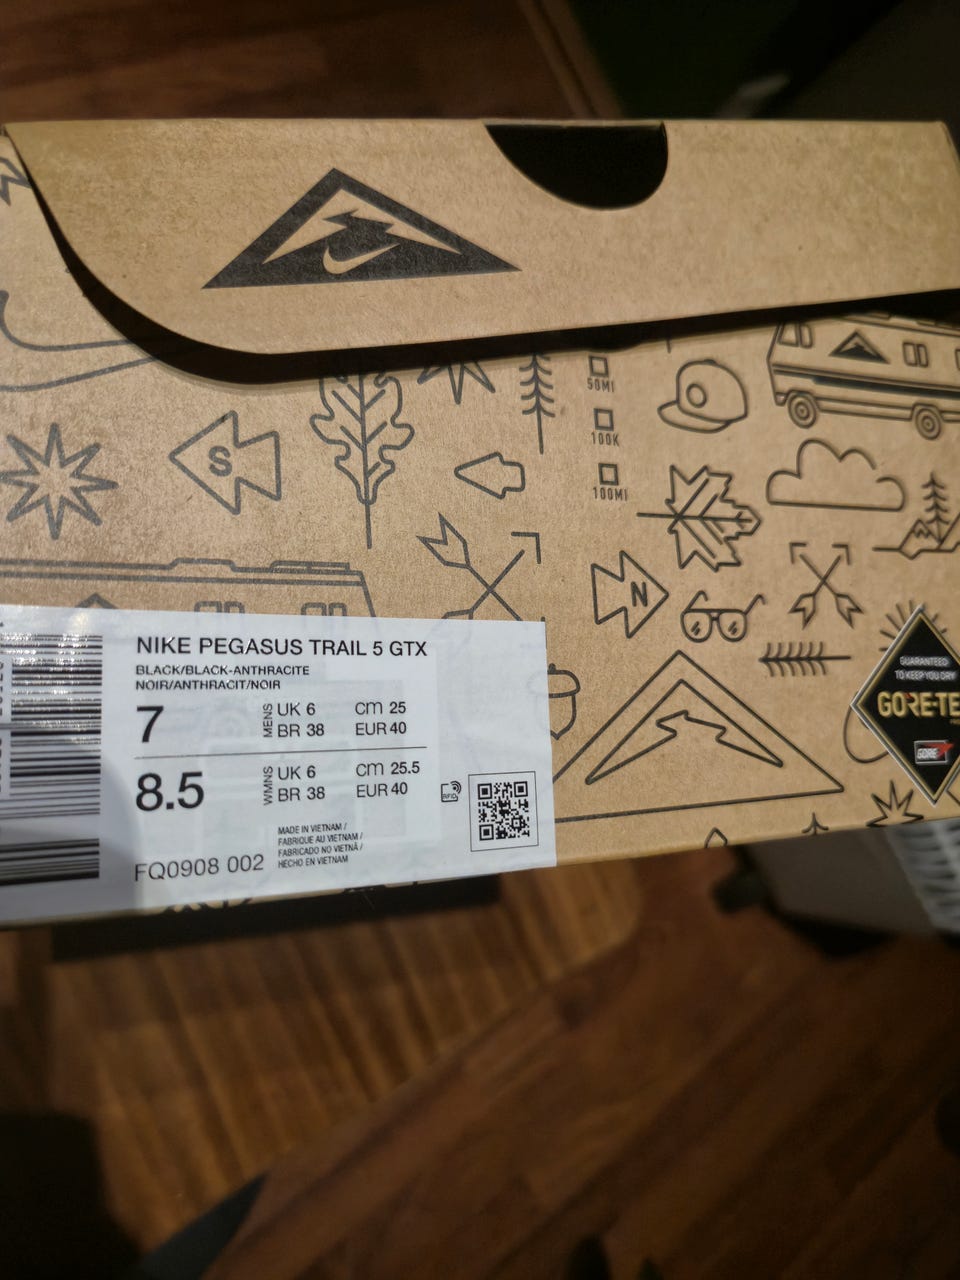 50MI
100K
100MI
S
N
GUARANTEED
TO KEEP YOU DRY
GORE-TE
GORE
NIKE PEGASUS TRAIL 5 GTX
BLACK/BLACK-ANTHRACITE
NOIR/ANTHRACIT/NOIR
7 MENS UK 6 cm 25
BR 38 EUR 40
8.5 WMNS UK 6 cm 25.5
BR 38 EUR 40
RFID
MADE IN VIETNAM /
FABRIQUE AU VIETNAM /
FABRICADO NO VIETNÃ /
HECHO EN VIETNAM
FQ0908 002